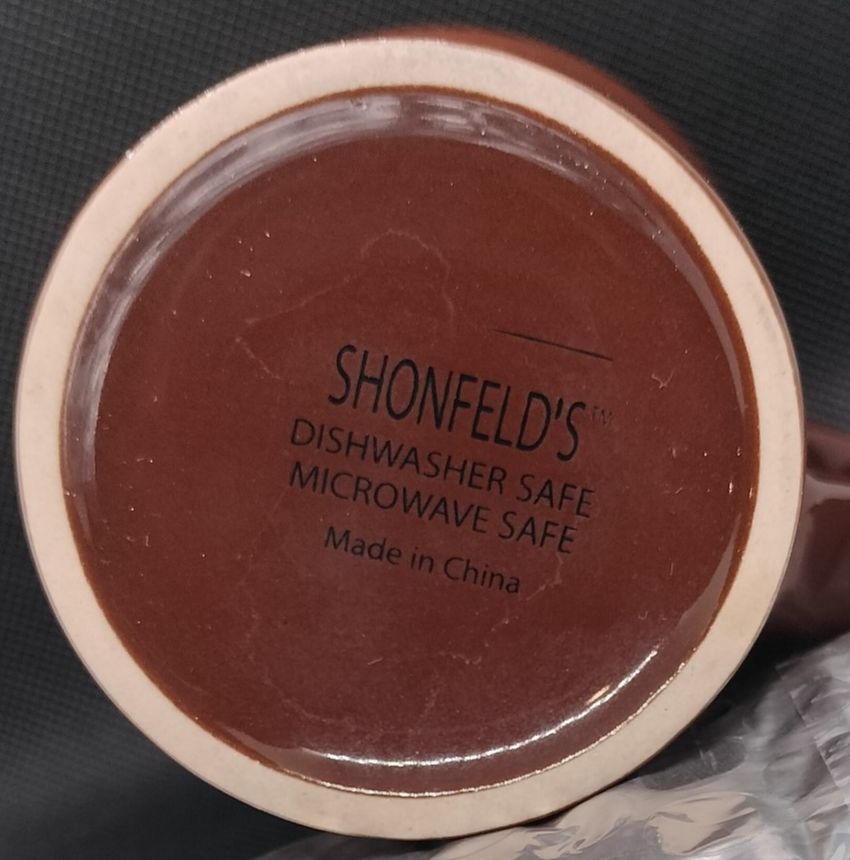 SHONFELD'S™
DISHWASHER SAFE
MICROWAVE SAFE
Made in China